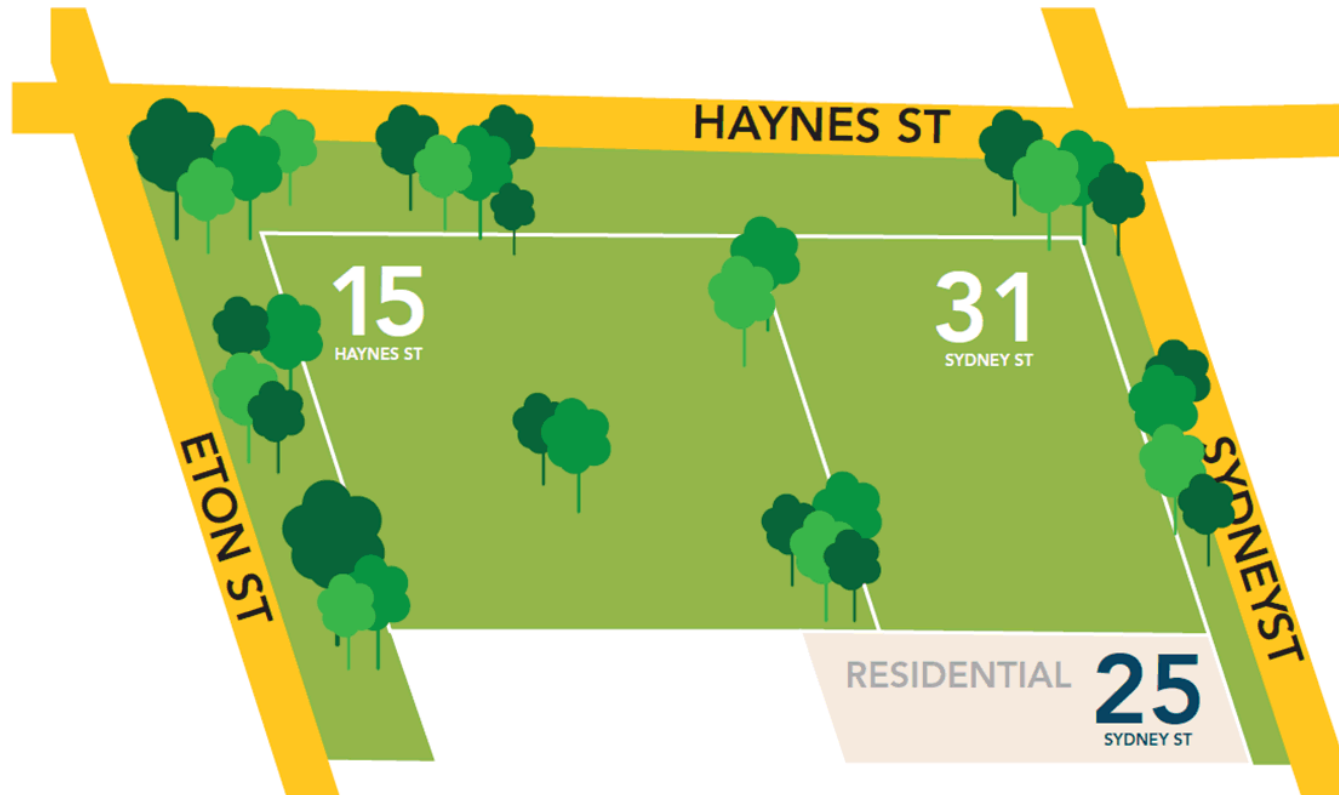 HAYNES ST
15
HAYNES ST
31
SYDNEY ST
ETON ST
SYDNEYST
RESIDENTIAL
25
SYDNEY ST